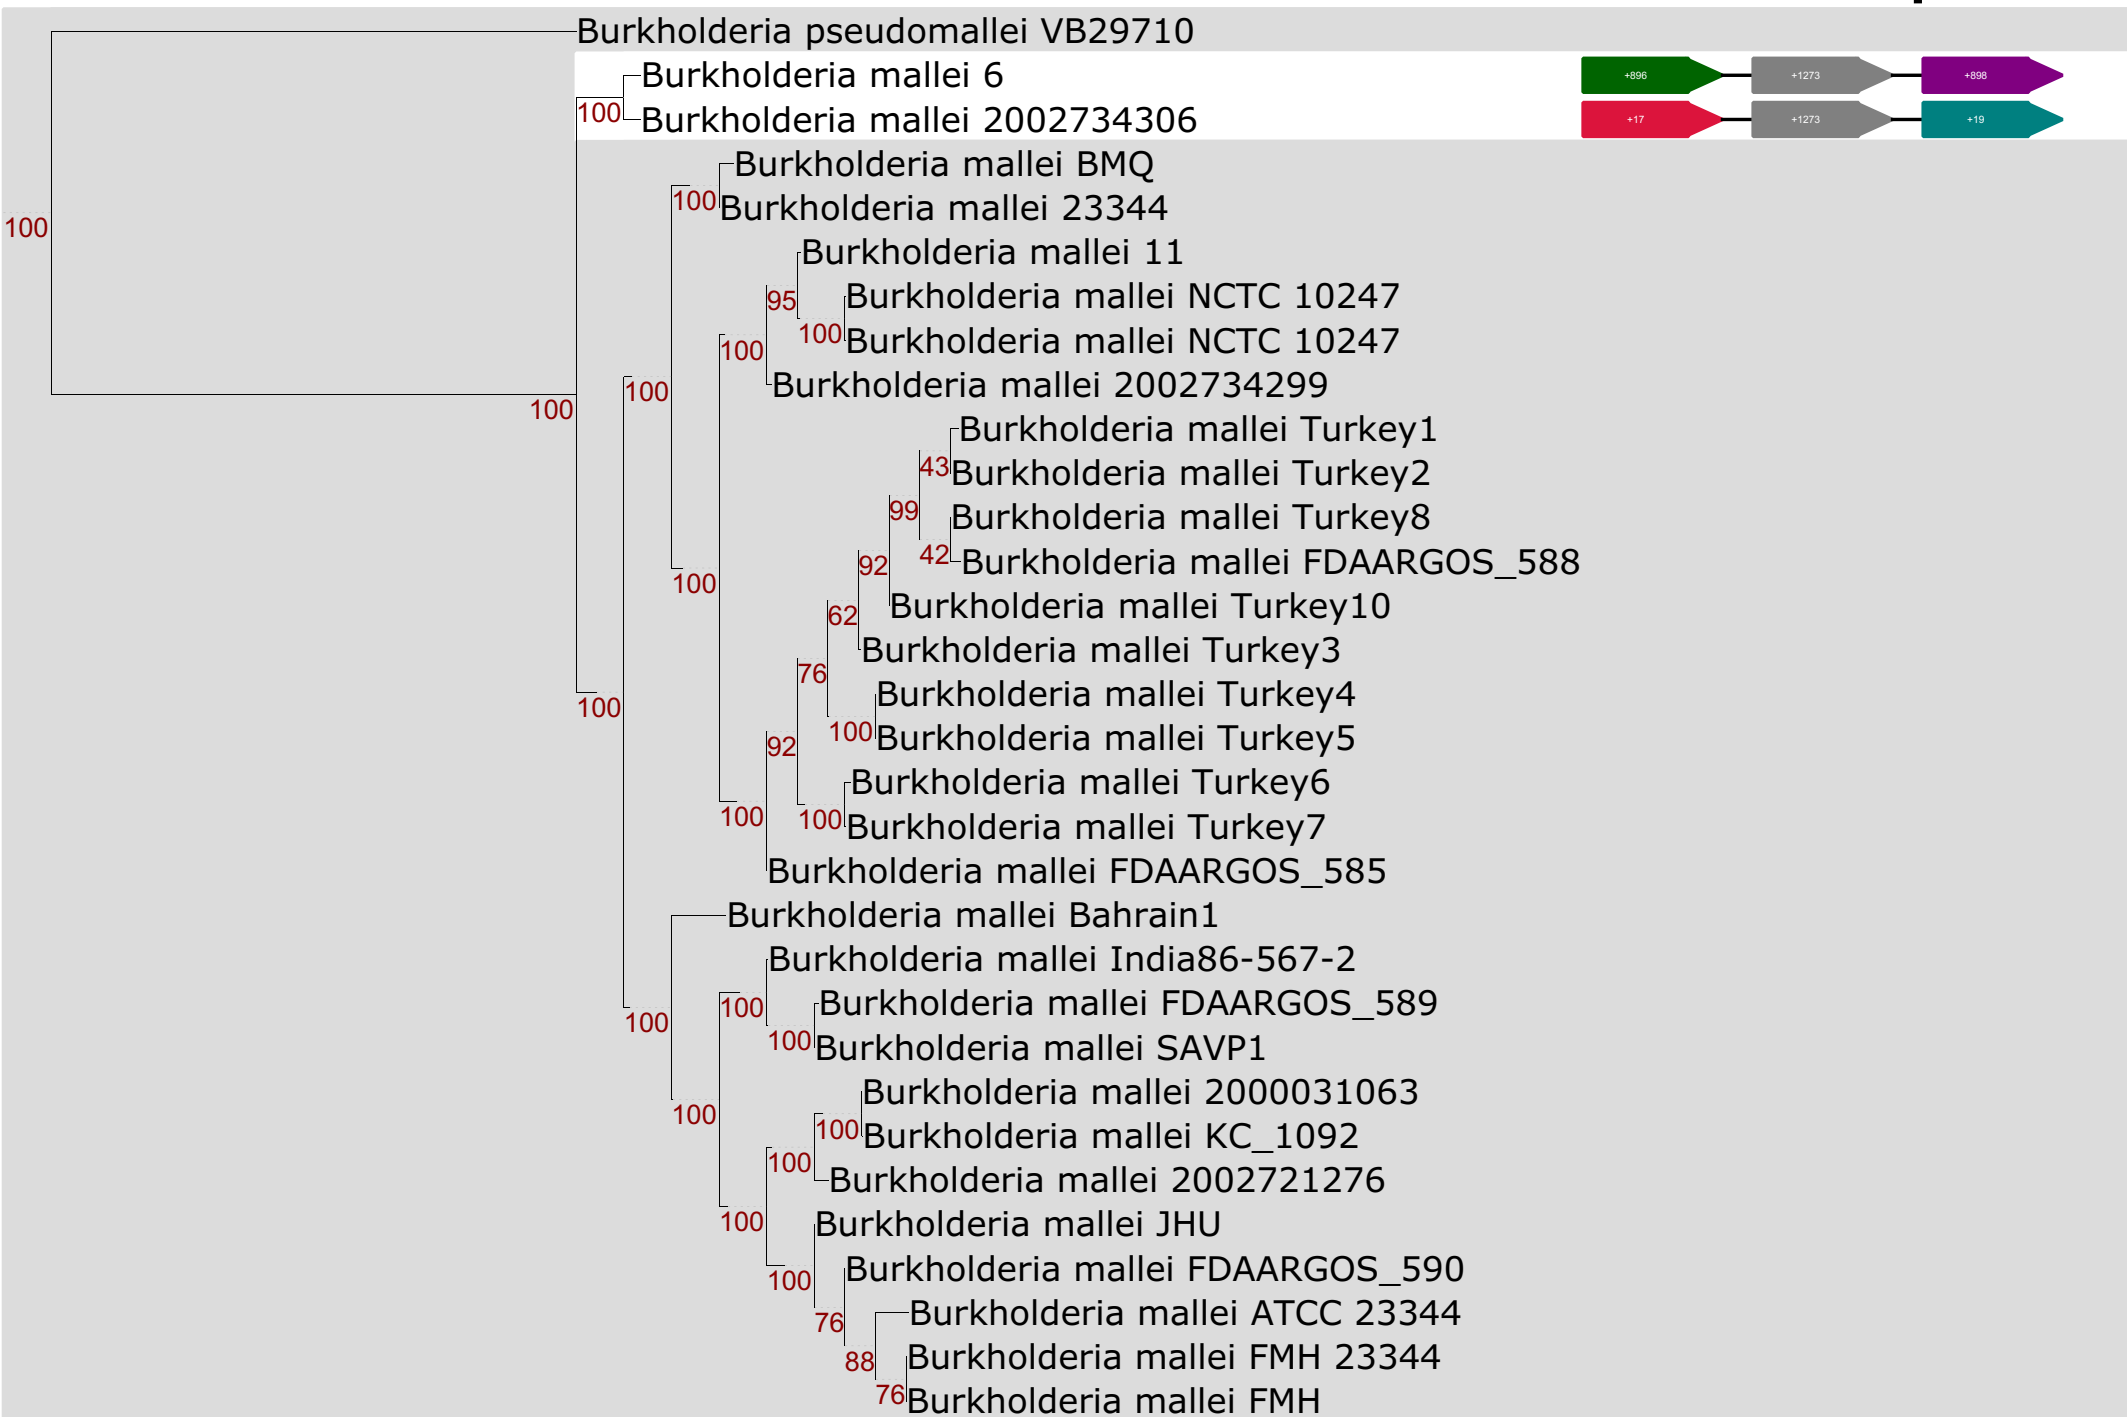 Burkholderia pseudomallei VB29710
Burkholderia mallei 6 +896 +1273 +898
100
Burkholderia mallei 2002734306 +17 +1273 +19
Burkholderia mallei BMQ
100
Burkholderia mallei 23344
100
Burkholderia mallei 11
95
Burkholderia mallei NCTC 10247
100
Burkholderia mallei NCTC 10247
100
Burkholderia mallei 2002734299
100
100
Burkholderia mallei Turkey1
43
Burkholderia mallei Turkey2
99
Burkholderia mallei Turkey8
42
Burkholderia mallei FDAARGOS_588
92
100
Burkholderia mallei Turkey10
62
Burkholderia mallei Turkey3
76
Burkholderia mallei Turkey4
100
100
Burkholderia mallei Turkey5
92
Burkholderia mallei Turkey6
100
100
Burkholderia mallei Turkey7
Burkholderia mallei FDAARGOS_585
Burkholderia mallei Bahrain1
Burkholderia mallei India86-567-2
100
Burkholderia mallei FDAARGOS_589
100
100
Burkholderia mallei SAVP1
Burkholderia mallei 2000031063
100
100
Burkholderia mallei KC_1092
100
Burkholderia mallei 2002721276
100
Burkholderia mallei JHU
100
Burkholderia mallei FDAARGOS_590
76
Burkholderia mallei ATCC 23344
88
Burkholderia mallei FMH 23344
76
Burkholderia mallei FMH